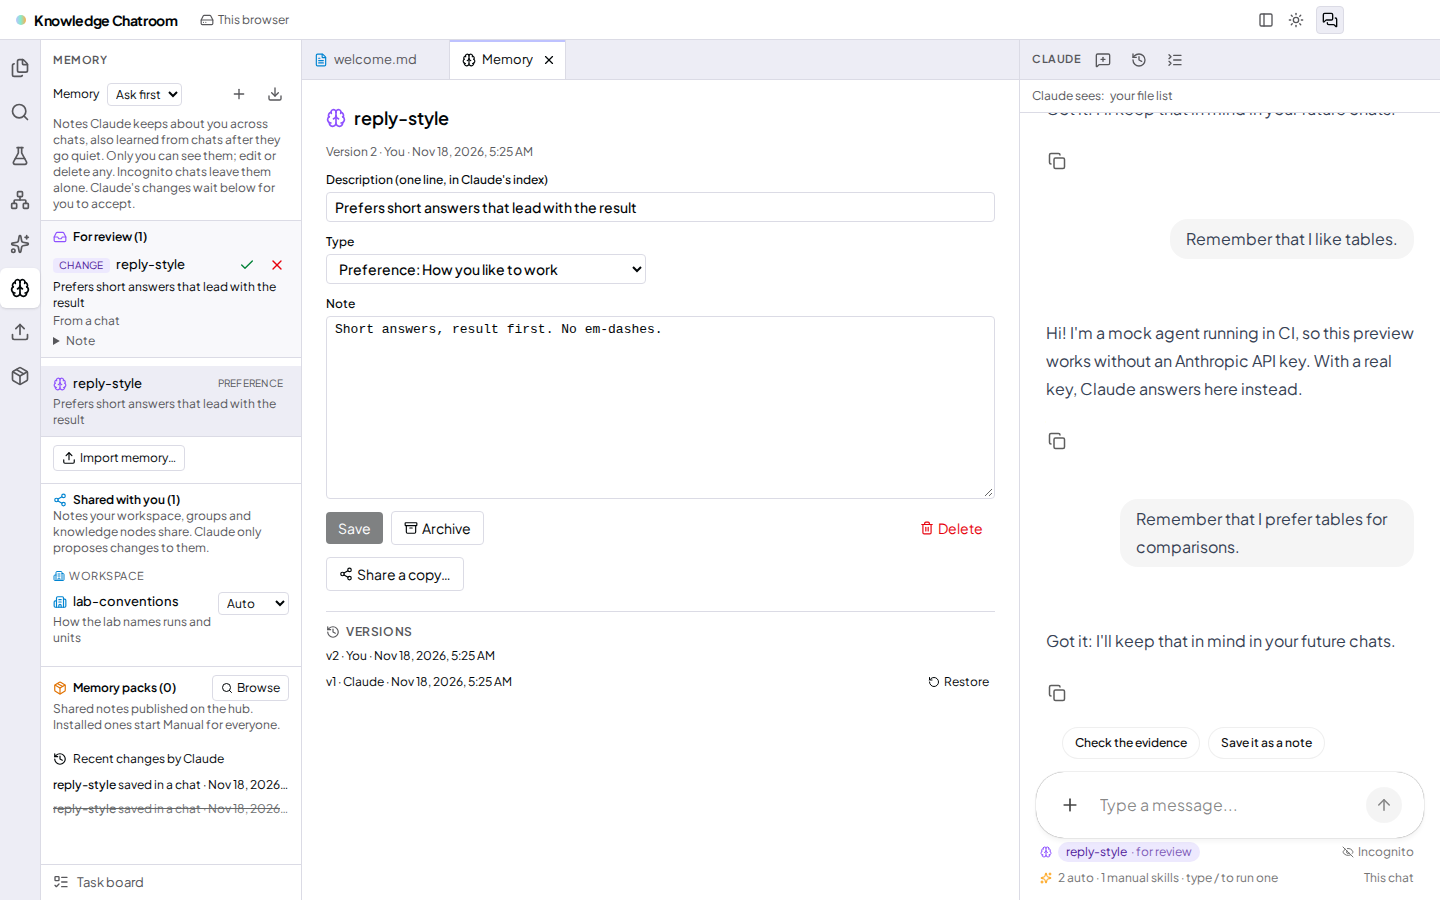 Knowledge Chatroom
This browser
MEMORY
Memory
Ask first
Notes Claude keeps about you across
chats, also learned from chats after they
go quiet. Only you can see them; edit or
delete any. Incognito chats leave them
alone. Claude's changes wait below for
you to accept.
For review (1)
CHANGE reply-style
Prefers short answers that lead with the
result
From a chat
Note
reply-style PREFERENCE
Prefers short answers that lead with the
result
Import memory...
Shared with you (1)
Notes your workspace, groups and
knowledge nodes share. Claude only
proposes changes to them.
WORKSPACE
lab-conventions
Auto
How the lab names runs and
units
Memory packs (0)
Browse
Shared notes published on the hub.
Installed ones start Manual for everyone.
Recent changes by Claude
reply-style saved in a chat · Nov 18, 2026...
reply-style saved in a chat · Nov 18, 2026...
Task board
welcome.md
Memory
reply-style
Version 2 · You · Nov 18, 2026, 5:25 AM
Description (one line, in Claude's index)
Prefers short answers that lead with the result
Type
Preference: How you like to work
Note
Short answers, result first. No em-dashes.
Save
Archive
Delete
Share a copy...
VERSIONS
v2 · You · Nov 18, 2026, 5:25 AM
v1 · Claude · Nov 18, 2026, 5:25 AM
Restore
CLAUDE
Claude sees: your file list
Got it: I'll keep that in mind in your future chats.
Remember that I like tables.
Hi! I'm a mock agent running in CI, so this preview
works without an Anthropic API key. With a real
key, Claude answers here instead.
Remember that I prefer tables for
comparisons.
Got it: I'll keep that in mind in your future chats.
Check the evidence
Save it as a note
Type a message...
reply-style · for review
Incognito
2 auto · 1 manual skills · type / to run one
This chat